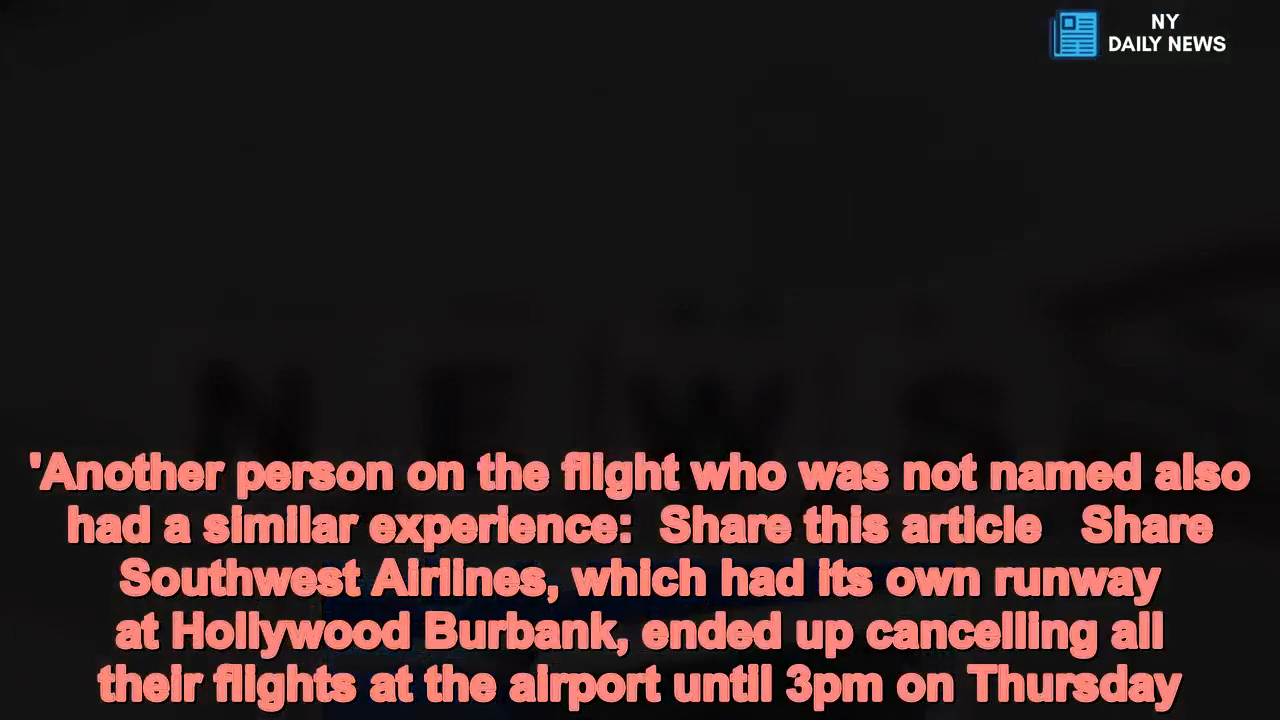 NY
DAILY NEWS
NEWS
'Another person on the flight who was not named also
had a similar experience:  Share this article   Share
Southwest Airlines, which had its own runway
at Hollywood Burbank, ended up cancelling all
their flights at the airport until 3pm on Thursday